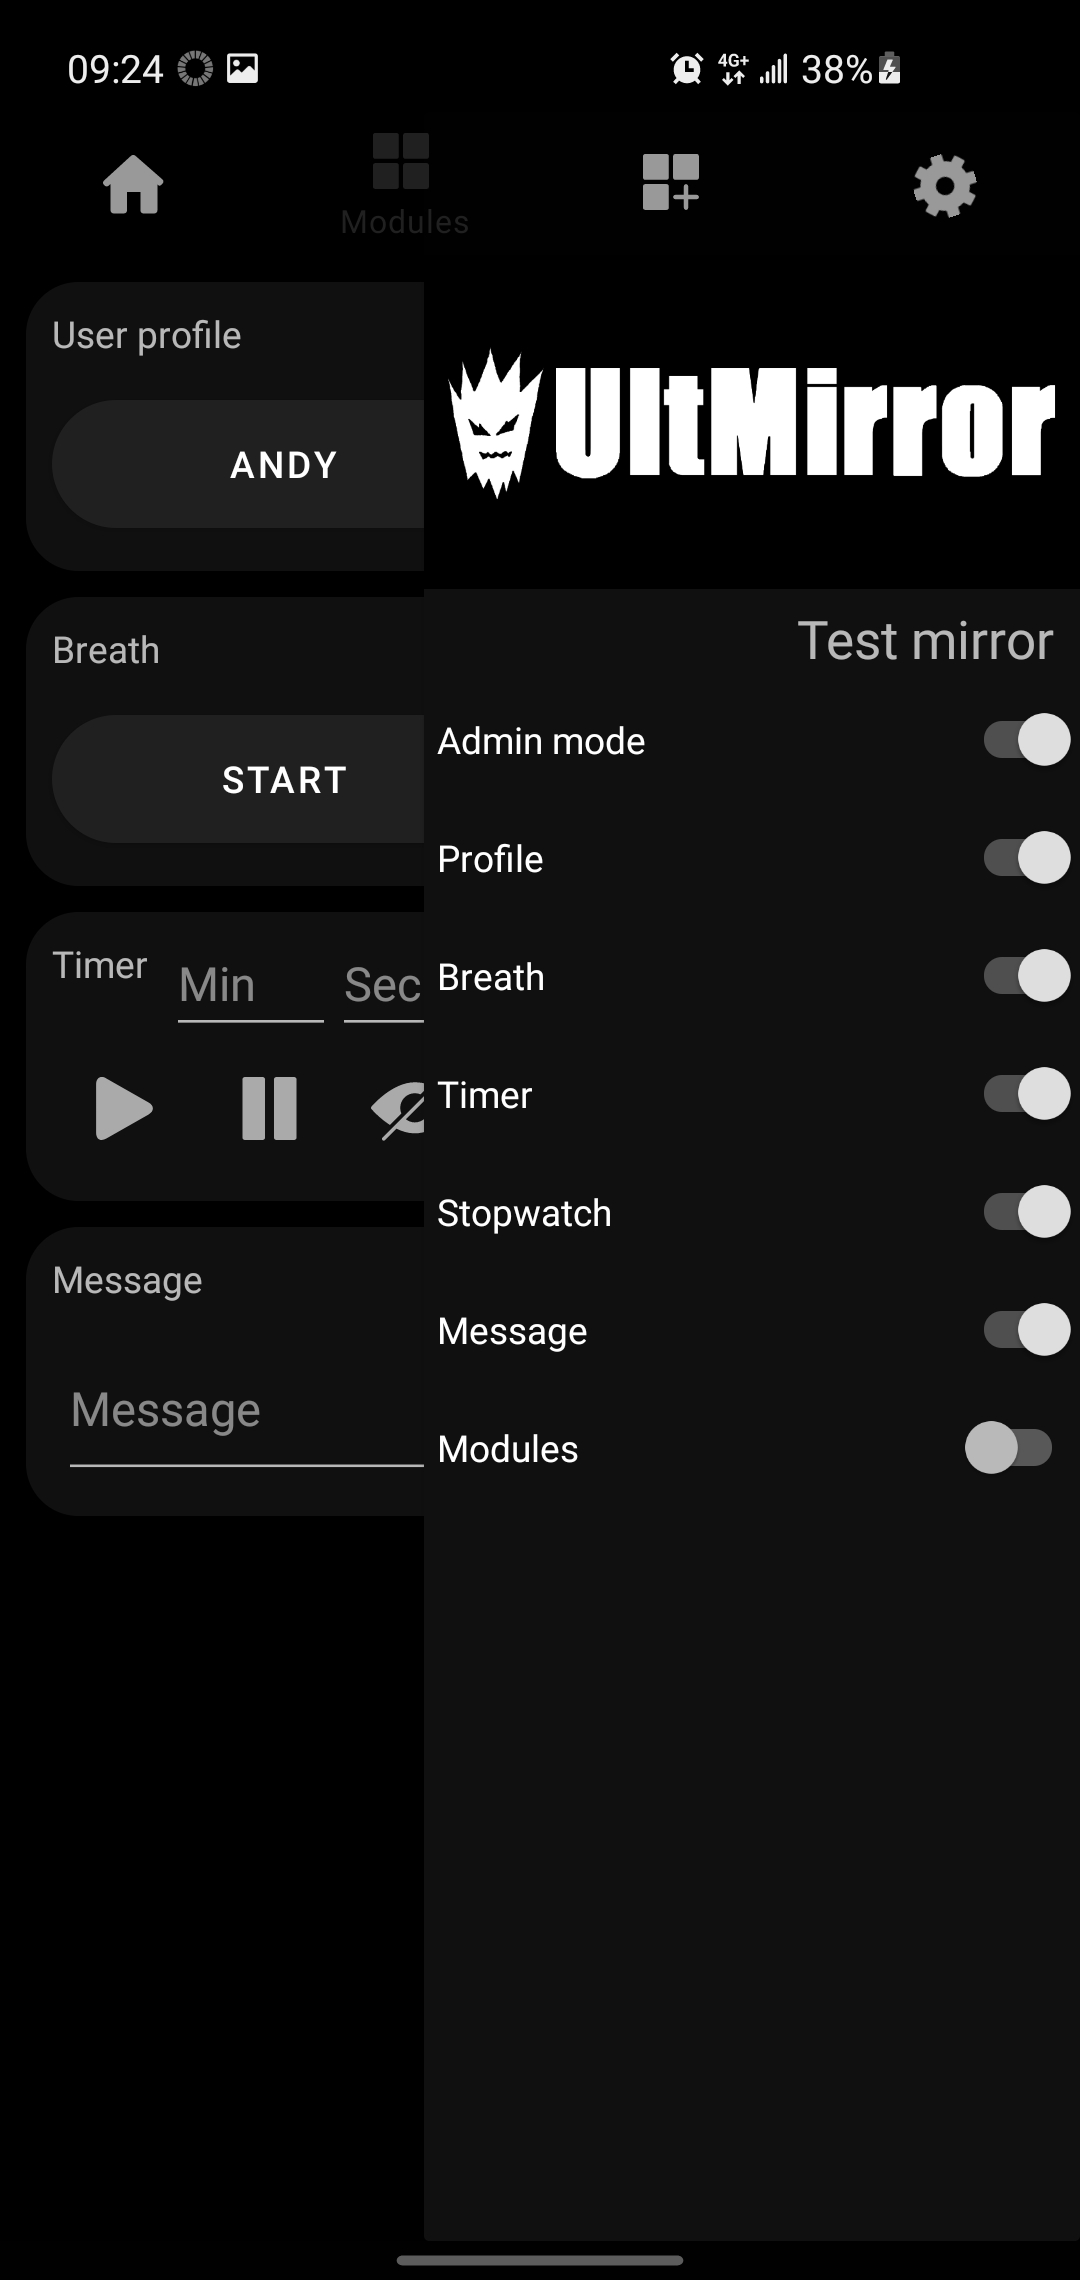 09:24
4G+ 38%
Modules
User profile
ANDY
Breath
START
Timer
Min
Sec
Message
Message
UltMirror
Test mirror
Admin mode
Profile
Breath
Timer
Stopwatch
Message
Modules